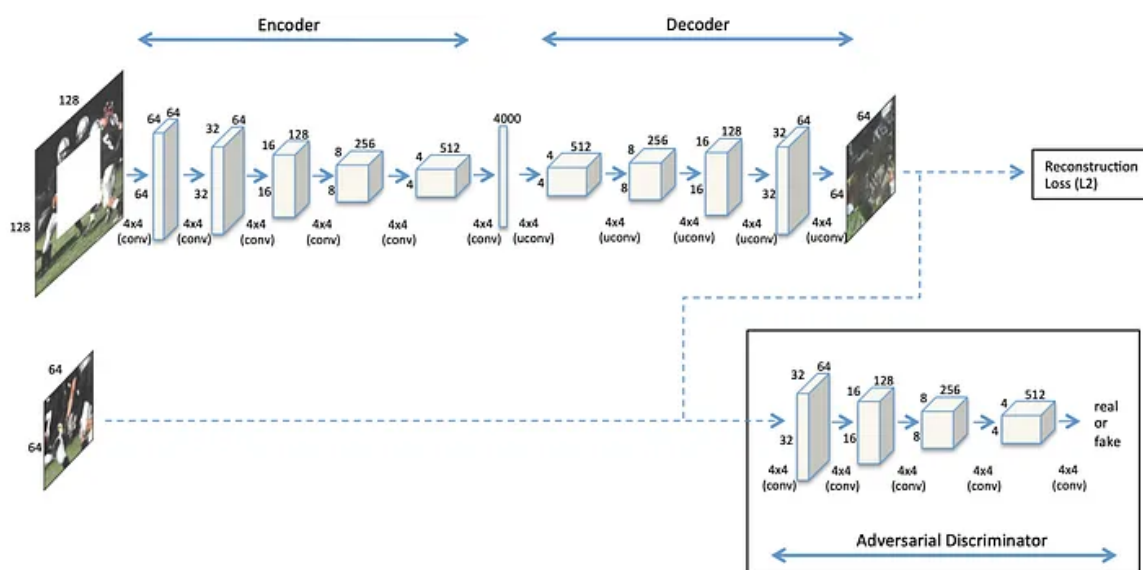 Encoder
Decoder
128
128
64 64
64
4x4
(conv)
32 64
32
4x4
(conv)
16 128
16
4x4
(conv)
8 256
8
4x4
(conv)
4 512
4
4x4
(conv)
4000
4x4
(conv)
4 512
4
4x4
(uconv)
8 256
8
4x4
(uconv)
16 128
16
4x4
(uconv)
32 64
32
4x4
(uconv)
64
64
4x4
(uconv)
Reconstruction
Loss (L2)
64
64
32 64
32
4x4
(conv)
16 128
16
4x4
(conv)
8 256
8
4x4
(conv)
4 512
4
4x4
(conv)
4x4
(conv)
real
or
fake
Adversarial Discriminator